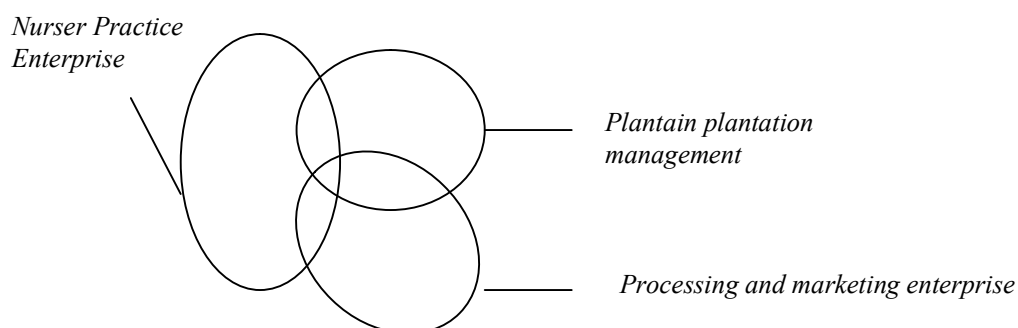 Nurser Practice
Enterprise
Plantain plantation
management
Processing and marketing enterprise